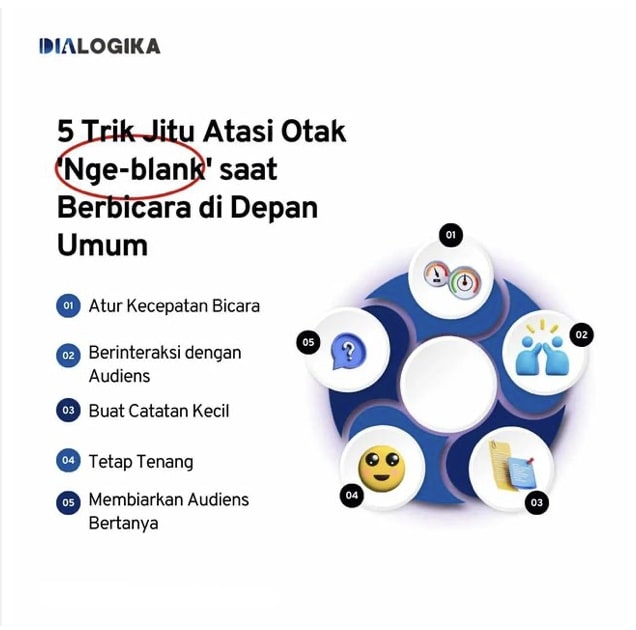 DIALOGIKA
5 Trik Jitu Atasi Otak
'Nge-blank' saat
Berbicara di Depan
Umum
01 Atur Kecepatan Bicara
02 Berinteraksi dengan
Audiens
03 Buat Catatan Kecil
04 Tetap Tenang
05 Membiarkan Audiens
Bertanya
01
02
03
04
05
?